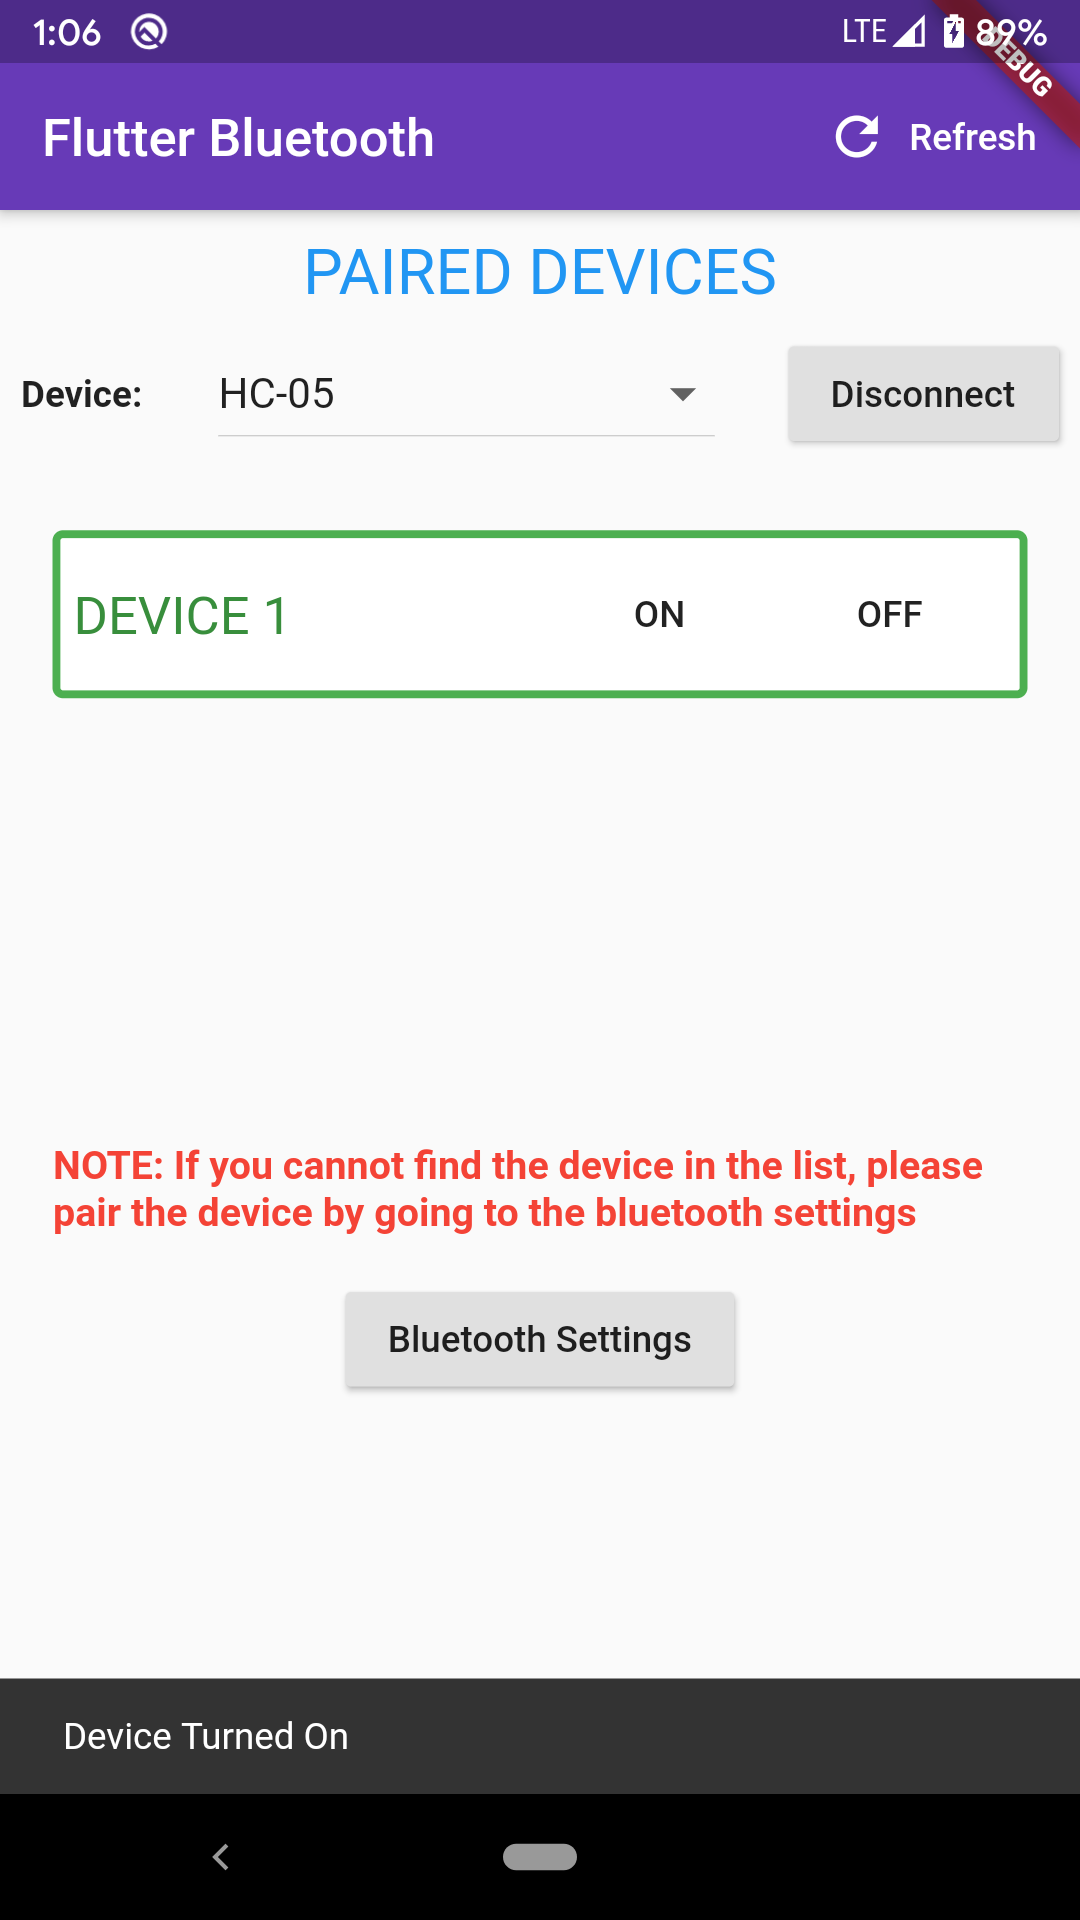 1:06 LTE 89%
DEBUG
Flutter Bluetooth Refresh
PAIRED DEVICES
Device: HC-05 Disconnect
DEVICE 1 ON OFF
NOTE: If you cannot find the device in the list, please
pair the device by going to the bluetooth settings
Bluetooth Settings
Device Turned On